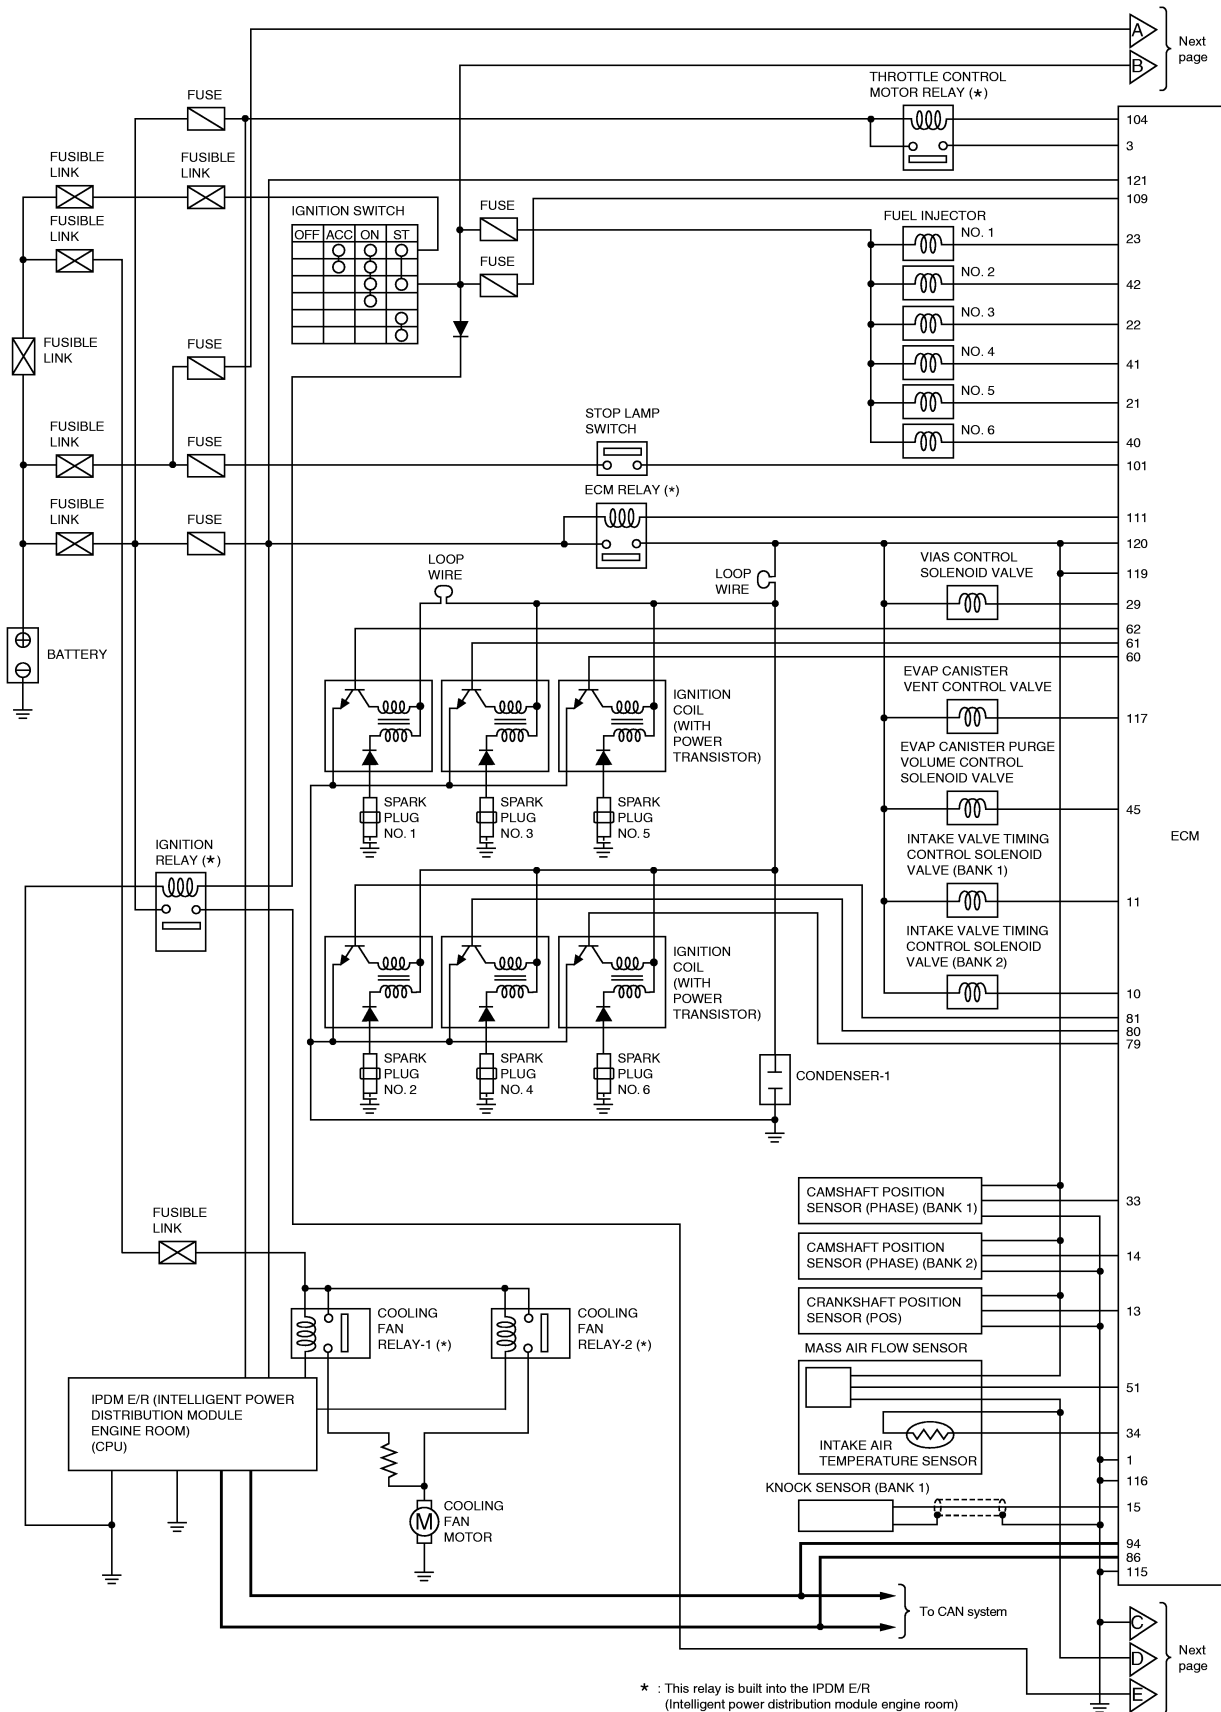 A
B
Next
page
THROTTLE CONTROL
MOTOR RELAY (*)
FUSE
104
3
FUSIBLE
LINK
FUSIBLE
LINK
121
109
FUSIBLE
LINK
IGNITION SWITCH
OFF ACC ON ST
FUSE
FUSE
FUEL INJECTOR
NO. 1
23
NO. 2
42
NO. 3
22
NO. 4
41
NO. 5
21
NO. 6
40
FUSIBLE
LINK
FUSE
STOP LAMP
SWITCH
FUSIBLE
LINK
FUSE
101
ECM RELAY (*)
FUSIBLE
LINK
FUSE
111
120
LOOP
WIRE
LOOP
WIRE
VIAS CONTROL
SOLENOID VALVE
119
29
62
61
60
BATTERY
IGNITION
COIL
(WITH
POWER
TRANSISTOR)
EVAP CANISTER
VENT CONTROL VALVE
117
EVAP CANISTER PURGE
VOLUME CONTROL
SOLENOID VALVE
45
SPARK
PLUG
NO. 1
SPARK
PLUG
NO. 3
SPARK
PLUG
NO. 5
ECM
INTAKE VALVE TIMING
CONTROL SOLENOID
VALVE (BANK 1)
11
IGNITION
RELAY (*)
INTAKE VALVE TIMING
CONTROL SOLENOID
VALVE (BANK 2)
10
IGNITION
COIL
(WITH
POWER
TRANSISTOR)
81
80
79
SPARK
PLUG
NO. 2
SPARK
PLUG
NO. 4
SPARK
PLUG
NO. 6
CONDENSER-1
CAMSHAFT POSITION
SENSOR (PHASE) (BANK 1)
33
FUSIBLE
LINK
CAMSHAFT POSITION
SENSOR (PHASE) (BANK 2)
14
CRANKSHAFT POSITION
SENSOR (POS)
13
COOLING
FAN
RELAY-1 (*)
COOLING
FAN
RELAY-2 (*)
MASS AIR FLOW SENSOR
51
34
INTAKE AIR
TEMPERATURE SENSOR
1
116
IPDM E/R (INTELLIGENT POWER
DISTRIBUTION MODULE
ENGINE ROOM)
(CPU)
KNOCK SENSOR (BANK 1)
15
M
COOLING
FAN
MOTOR
94
86
115
To CAN system
C
D
E
Next
page
* : This relay is built into the IPDM E/R
(Intelligent power distribution module engine room)